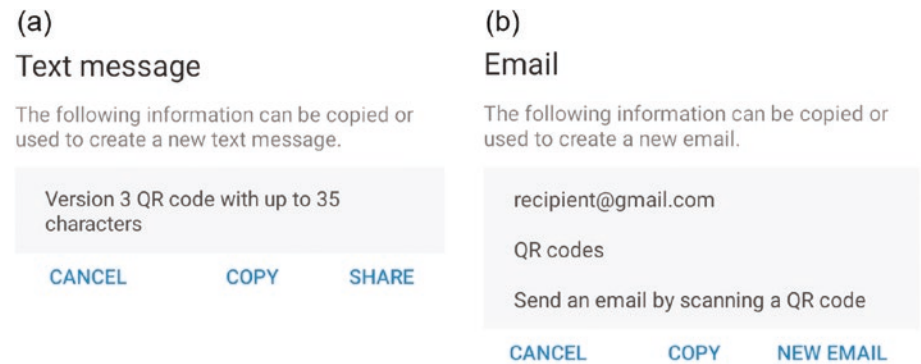 (a)
Text message
The following information can be copied or
used to create a new text message.
Version 3 QR code with up to 35
characters
CANCEL COPY SHARE
(b)
Email
The following information can be copied or
used to create a new email.
recipient@gmail.com
QR codes
Send an email by scanning a QR code
CANCEL COPY NEW EMAIL